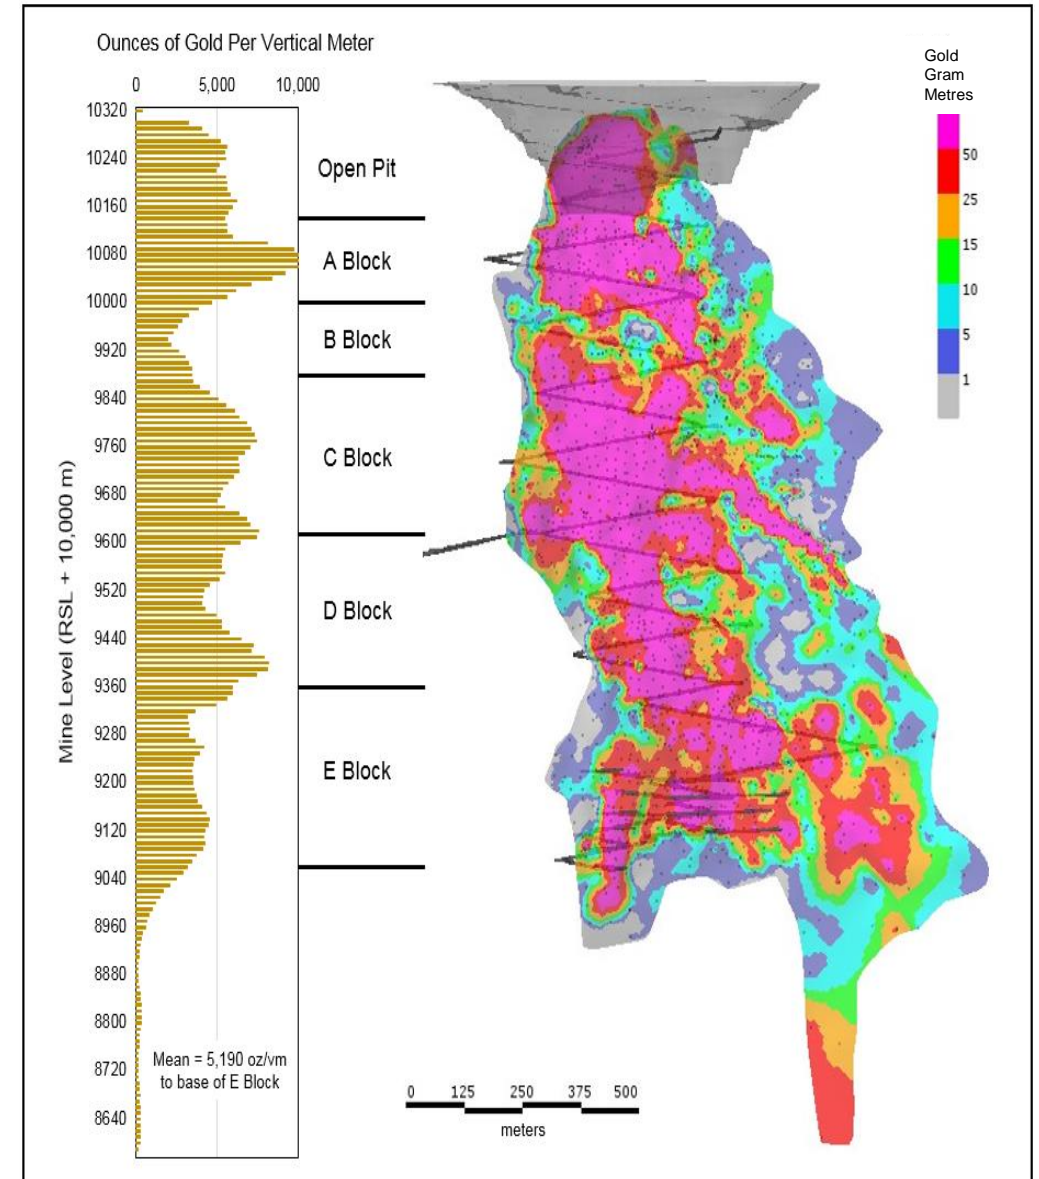 Ounces of Gold Per Vertical Meter
0 5,000 10,000
10320
10240
10160
10080
10000
9920
9840
9760
9680
9600
9520
9440
9360
9280
9200
9120
9040
8960
8880
8800
8720
8640
Mine Level (RSL + 10,000 m)
Mean = 5,190 oz/vm
to base of E Block
Open Pit
A Block
B Block
C Block
D Block
E Block
Gold
Gram
Metres
50
25
15
10
5
1
0 125 250 375 500
meters